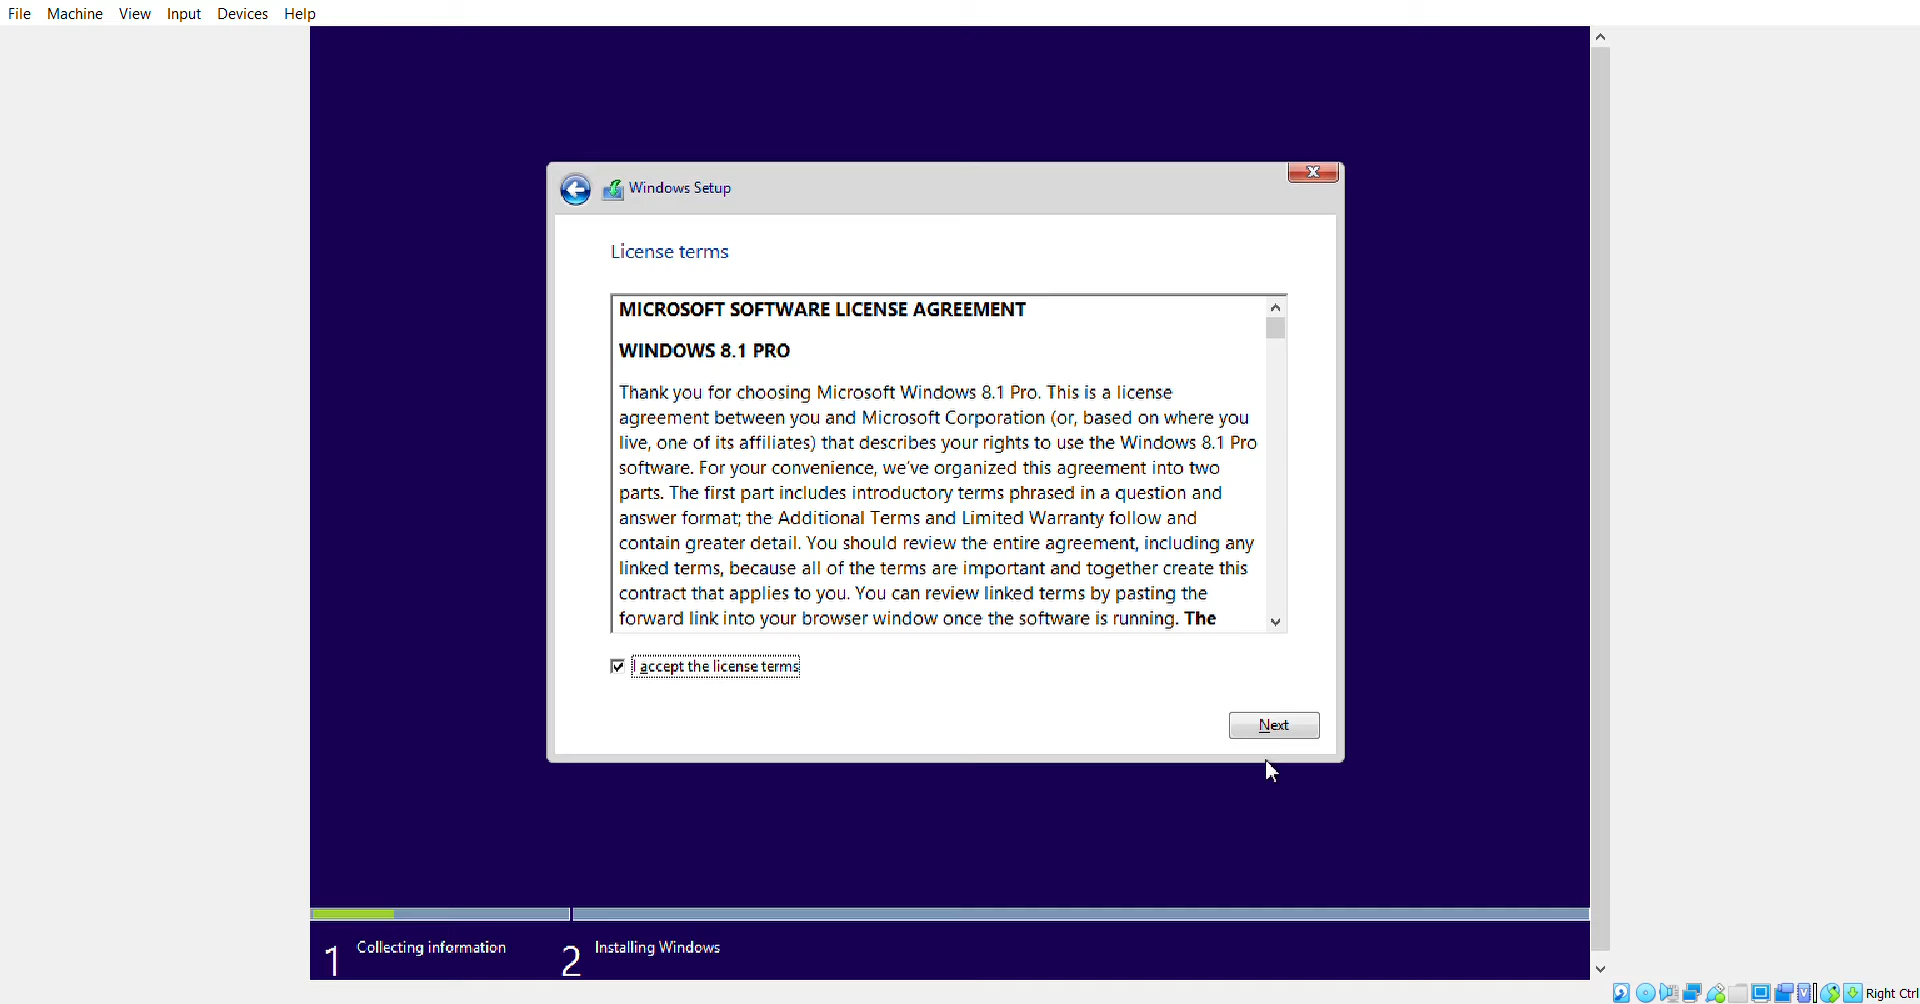 File Machine View Input Devices Help
Windows Setup
License terms
MICROSOFT SOFTWARE LICENSE AGREEMENT
WINDOWS 8.1 PRO
Thank you for choosing Microsoft Windows 8.1 Pro. This is a license
agreement between you and Microsoft Corporation (or, based on where you
live, one of its affiliates) that describes your rights to use the Windows 8.1 Pro
software. For your convenience, we've organized this agreement into two
parts. The first part includes introductory terms phrased in a question and
answer format; the Additional Terms and Limited Warranty follow and
contain greater detail. You should review the entire agreement, including any
linked terms, because all of the terms are important and together create this
contract that applies to you. You can review linked terms by pasting the
forward link into your browser window once the software is running. The
I accept the license terms
Next
1 Collecting information 2 Installing Windows
Right Ctrl